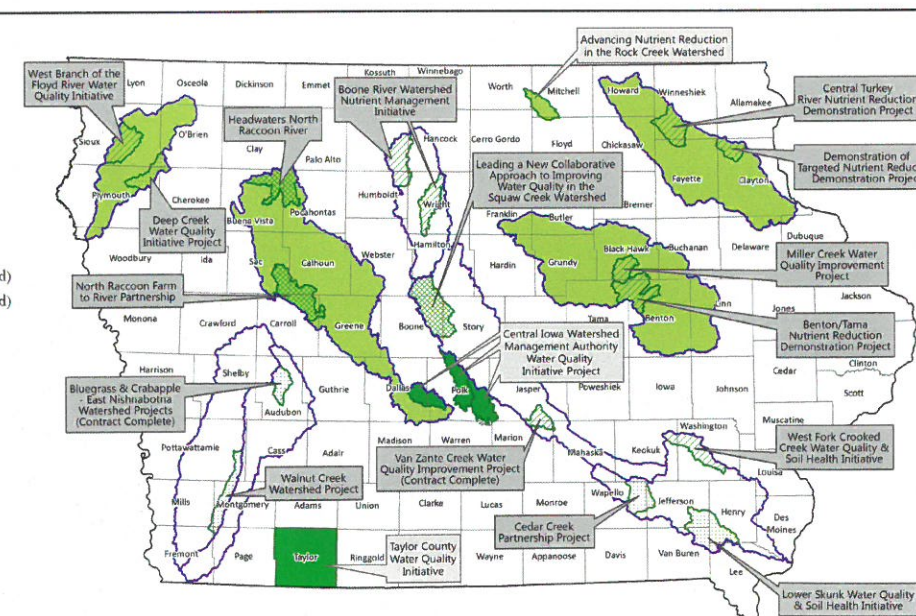 Advancing Nutrient Reduction
in the Rock Creek Watershed
West Branch of the
Floyd River Water
Quality Initiative
Lyon
Osceola
Dickinson
Emmet
Kossuth
Winnebago
Worth
Mitchell
Howard
Winneshiek
Allamakee
Boone River Watershed
Nutrient Management
Initiative
Central Turkey
River Nutrient Reduction
Demonstration Project
Headwaters North
Raccoon River
Sioux
O'Brien
Clay
Palo Alto
Hancock
Cerro Gordo
Floyd
Chickasaw
Leading a New Collaborative
Approach to Improving
Water Quality in the
Squaw Creek Watershed
Demonstration of
Targeted Nutrient Reduc
Demonstration Projec
Fayette
Clayton
Plymouth
Cherokee
Buena Vista
Pocahontas
Humboldt
Wright
Franklin
Butler
Bremer
Deep Creek
Water Quality
Initiative Project
Hamilton
Black Hawk
Buchanan
Delaware
Dubuque
Woodbury
Ida
Sac
Calhoun
Webster
Hardin
Grundy
Miller Creek Water
Quality Improvement
Project
d)
d)
North Raccoon Farm
to River Partnership
Monona
Crawford
Carroll
Greene
Boone
Story
Tama
Benton
Linn
Jones
Jackson
Benton/Tama
Nutrient Reduction
Demonstration Project
Central Iowa Watershed
Management Authority
Water Quality
Initiative Project
Harrison
Shelby
Audubon
Guthrie
Dallas
Polk
Jasper
Poweshiek
Iowa
Johnson
Cedar
Clinton
Scott
Bluegrass & Crabapple
- East Nishnabotna
Watershed Projects
(Contract Complete)
Muscatine
Pottawattamie
Cass
Adair
Madison
Warren
Marion
Mahaska
Keokuk
Washington
Louisa
Van Zante Creek Water
Quality Improvement Project
(Contract Complete)
West Fork Crooked
Creek Water Quality &
Soil Health Initiative
Walnut Creek
Watershed Project
Mills
Montgomery
Adams
Union
Clarke
Lucas
Monroe
Wapello
Jefferson
Henry
Des
Moines
Cedar Creek
Partnership Project
Fremont
Page
Taylor
Ringgold
Wayne
Appanoose
Davis
Van Buren
Lee
Taylor County
Water Quality
Initiative
Lower Skunk Water Quality
& Soil Health Initiative